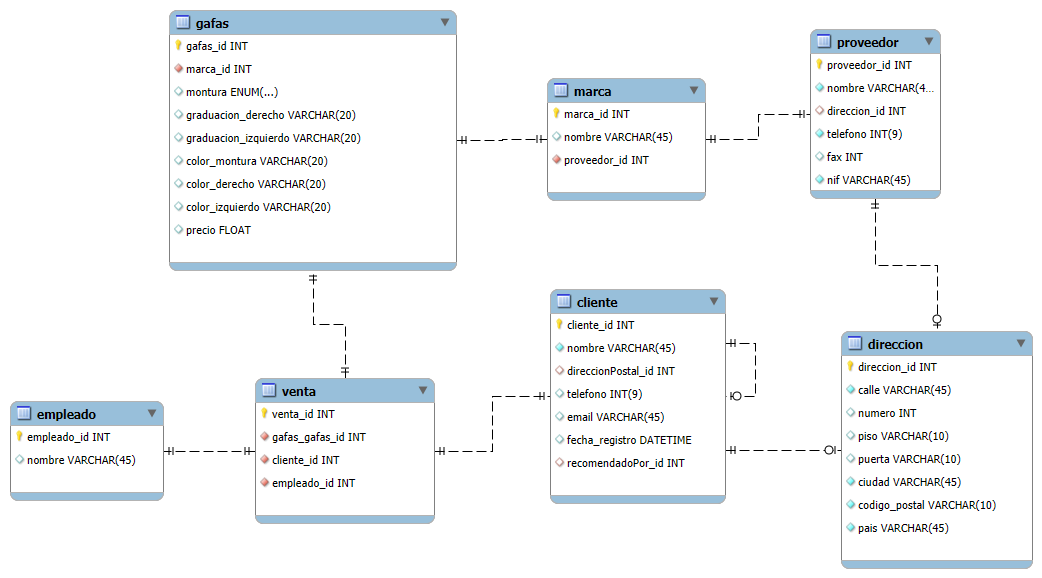 gafas
gafas_id INT
marca_id INT
montura ENUM(...)
graduacion_derecho VARCHAR(20)
graduacion_izquierdo VARCHAR(20)
color_montura VARCHAR(20)
color_derecho VARCHAR(20)
color_izquierdo VARCHAR(20)
precio FLOAT
marca
marca_id INT
nombre VARCHAR(45)
proveedor_id INT
proveedor
proveedor_id INT
nombre VARCHAR(4...
direccion_id INT
telefono INT(9)
fax INT
nif VARCHAR(45)
empleado
empleado_id INT
nombre VARCHAR(45)
venta
venta_id INT
gafas_gafas_id INT
cliente_id INT
empleado_id INT
cliente
cliente_id INT
nombre VARCHAR(45)
direccionPostal_id INT
telefono INT(9)
email VARCHAR(45)
fecha_registro DATETIME
recomendadoPor_id INT
direccion
direccion_id INT
calle VARCHAR(45)
numero INT
piso VARCHAR(10)
puerta VARCHAR(10)
ciudad VARCHAR(45)
codigo_postal VARCHAR(10)
pais VARCHAR(45)